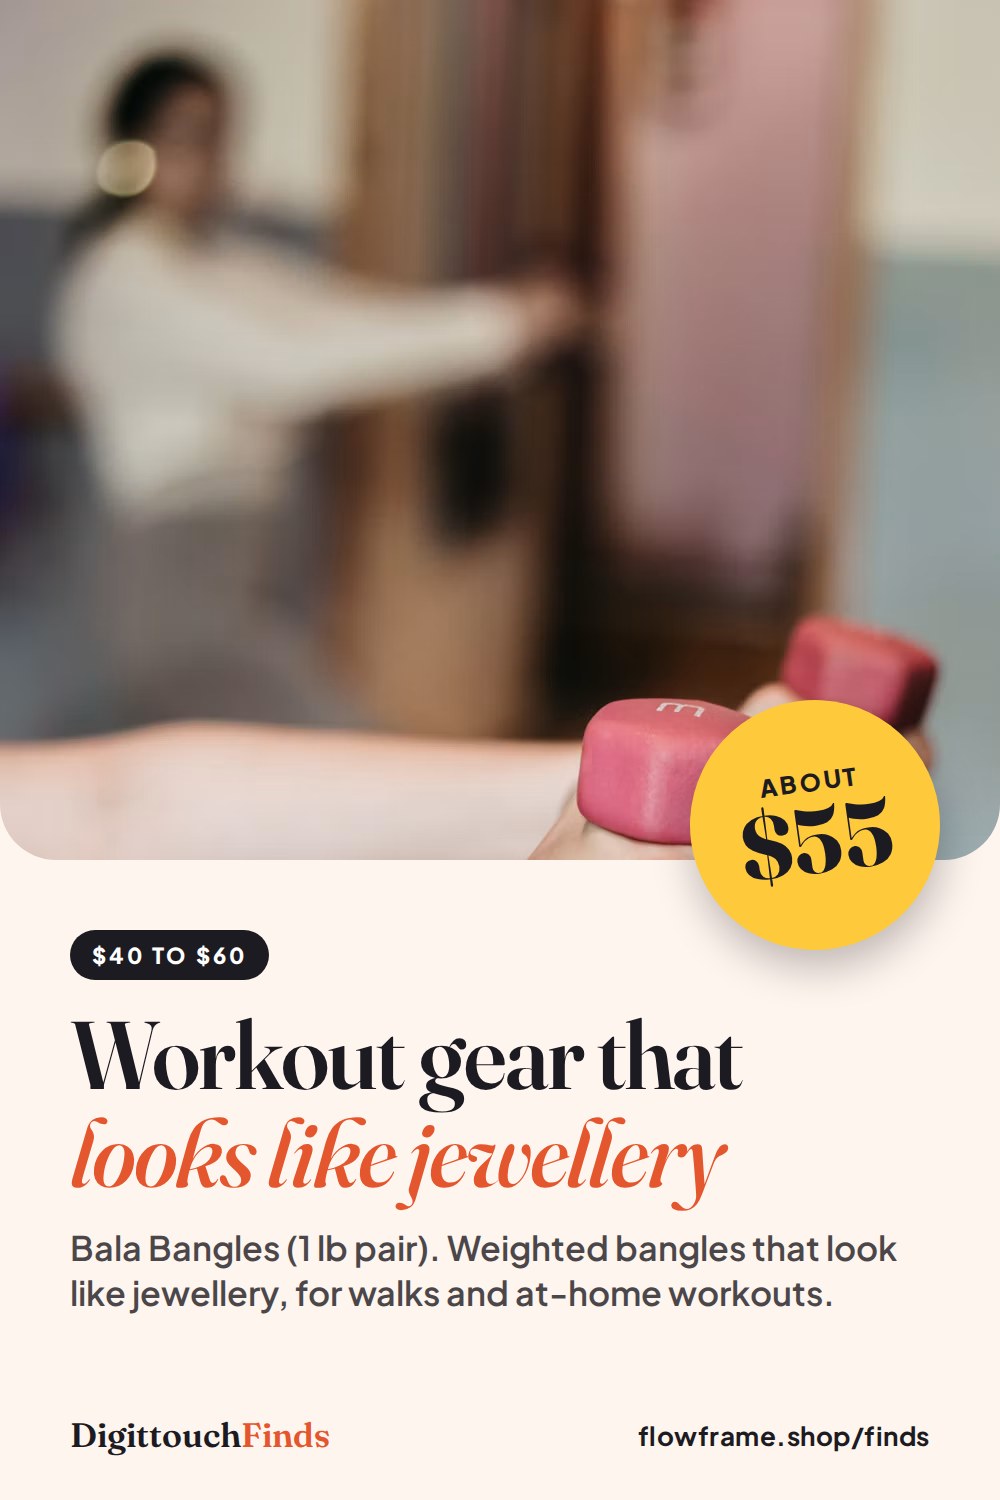 ABOUT
$55
$40 TO $60
Workout gear that
looks like jewellery
Bala Bangles (1 lb pair). Weighted bangles that look
like jewellery, for walks and at-home workouts.
DigittouchFinds
flowframe.shop/finds